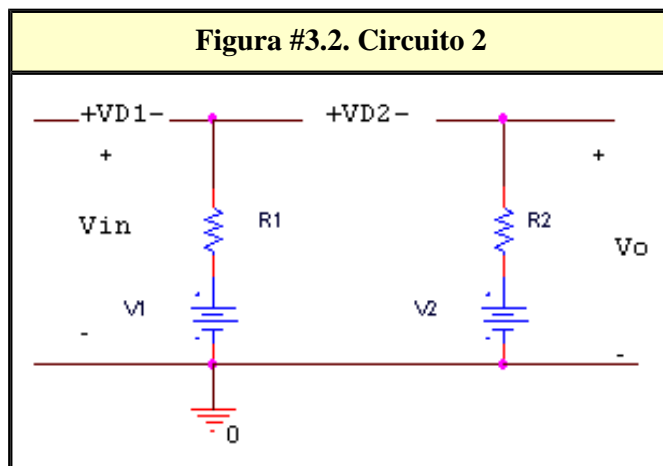 Figura #3.2. Circuito 2
+VD1- +VD2-
+ +
Vin R1 R2 Vo
V1 V2
- -
0